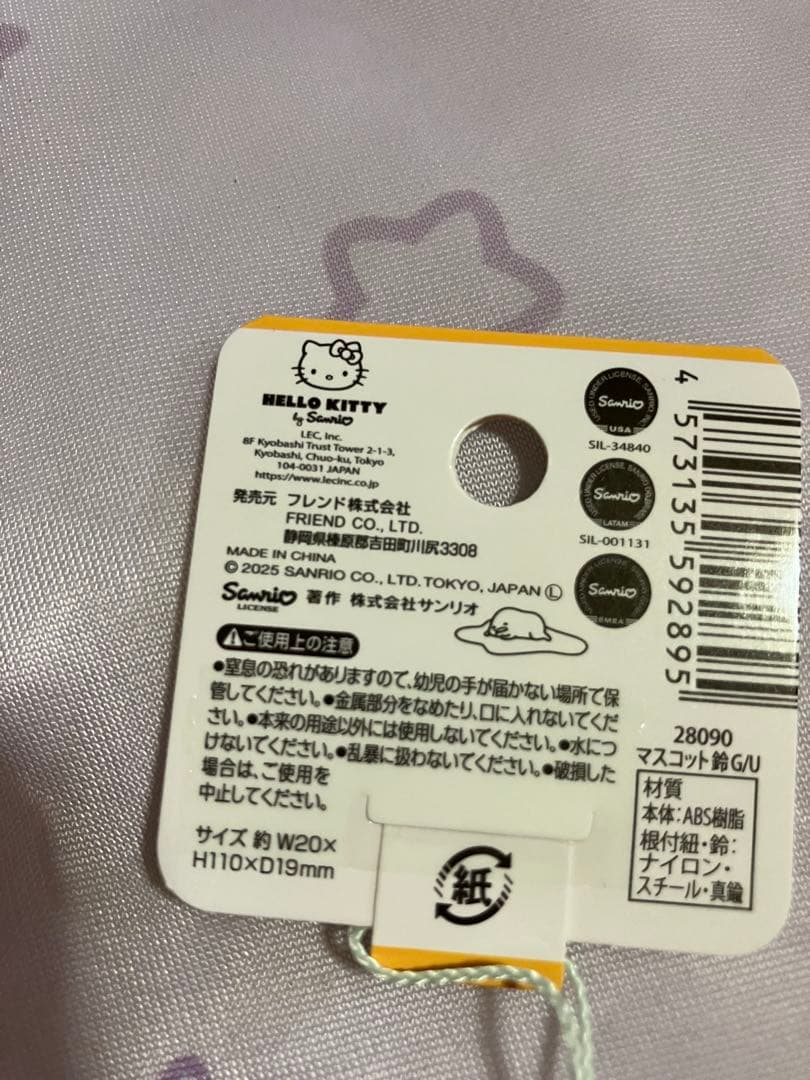 HELLO KITTY
by Sanrio
LEC, Inc.
8F Kyobashi Trust Tower 2-1-3,
Kyobashi, Chuo-ku, Tokyo
104-0031 JAPAN
https://www.lecinc.co.jp
発売元 フレンド株式会社
FRIEND CO., LTD.
静岡県榛原郡吉田町川尻3308
MADE IN CHINA
© 2025 SANRIO CO., LTD. TOKYO, JAPAN Ⓛ
Sanrio 著作 株式会社サンリオ
LICENSE
Sanrio
USA
SIL-34840
Sanrio
LATAM
SIL-001131
Sanrio
EMEA
4 573135 592895
⚠ご使用上の注意
●窒息の恐れがありますので、幼児の手が届かない場所で保
管してください。●金属部分をなめたり、口に入れないでくだ
さい。●本来の用途以外には使用しないでください。●水につ
けないでください。●乱暴に扱わないでください。●破損した
場合は、ご使用を
中止してください。
サイズ 約 W20×
H110×D19mm
紙
28090
マスコット鈴G/U
材質
本体:ABS樹脂
根付紐・鈴:
ナイロン・
スチール・真鍮